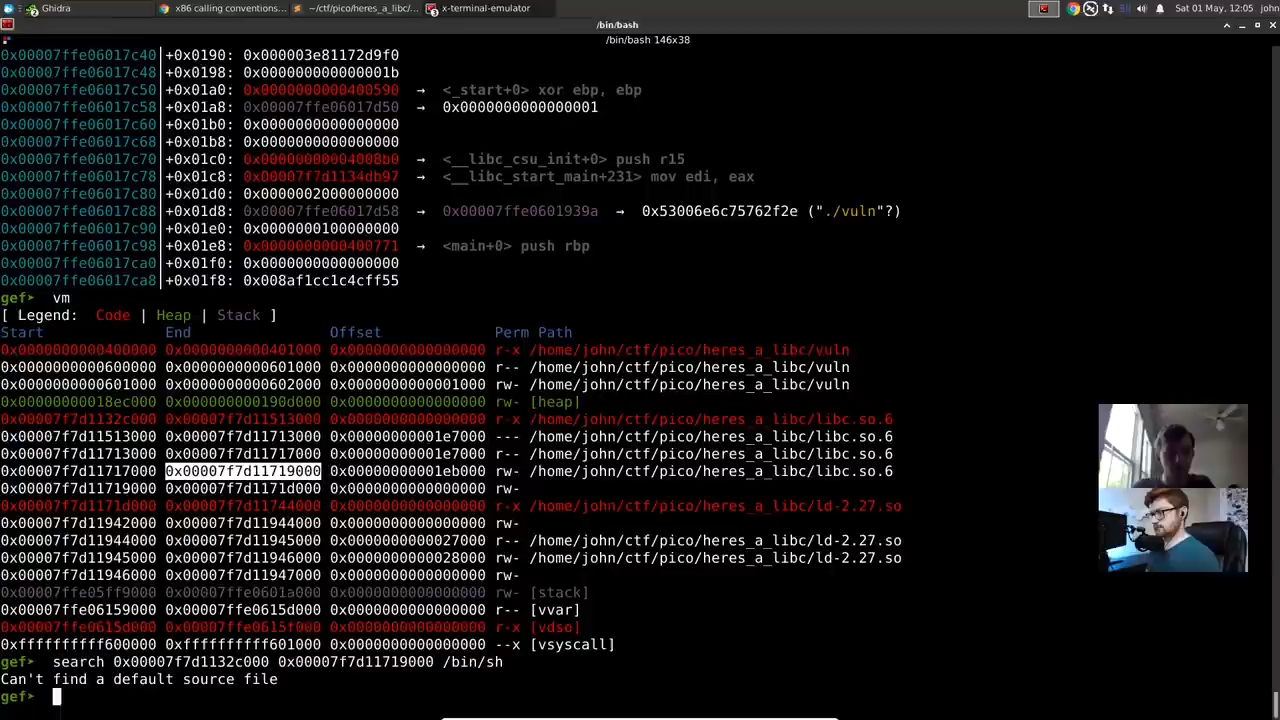 Ghidra
x86 calling conventions...
~/ctf/pico/heres_a_libc/...
x-terminal-emulator
Sat 01 May, 12:05 john
/bin/bash
/bin/bash 146x38
0x00007ffe06017c40│+0x0190: 0x000003e81172d9f0
0x00007ffe06017c48│+0x0198: 0x000000000000001b
0x00007ffe06017c50│+0x01a0: 0x0000000000400590 → <_start+0> xor ebp, ebp
0x00007ffe06017c58│+0x01a8: 0x00007ffe06017d50 → 0x0000000000000001
0x00007ffe06017c60│+0x01b0: 0x0000000000000000
0x00007ffe06017c68│+0x01b8: 0x0000000000000000
0x00007ffe06017c70│+0x01c0: 0x00000000004008b0 → <__libc_csu_init+0> push r15
0x00007ffe06017c78│+0x01c8: 0x00007f7d1134db97 → <__libc_start_main+231> mov edi, eax
0x00007ffe06017c80│+0x01d0: 0x0000002000000000
0x00007ffe06017c88│+0x01d8: 0x00007ffe06017d58 → 0x00007ffe0601939a → 0x53006e6c75762f2e ("./vuln"?)
0x00007ffe06017c90│+0x01e0: 0x0000000100000000
0x00007ffe06017c98│+0x01e8: 0x0000000000400771 → <main+0> push rbp
0x00007ffe06017ca0│+0x01f0: 0x0000000000000000
0x00007ffe06017ca8│+0x01f8: 0x008af1cc1c4cff55
gef➤ vm
[ Legend: Code | Heap | Stack ]
Start End Offset Perm Path
0x0000000000400000 0x0000000000401000 0x0000000000000000 r-x /home/john/ctf/pico/heres_a_libc/vuln
0x0000000000600000 0x0000000000601000 0x0000000000000000 r-- /home/john/ctf/pico/heres_a_libc/vuln
0x0000000000601000 0x0000000000602000 0x0000000000001000 rw- /home/john/ctf/pico/heres_a_libc/vuln
0x00000000018ec000 0x000000000190d000 0x0000000000000000 rw- [heap]
0x00007f7d1132c000 0x00007f7d11513000 0x0000000000000000 r-x /home/john/ctf/pico/heres_a_libc/libc.so.6
0x00007f7d11513000 0x00007f7d11713000 0x00000000001e7000 --- /home/john/ctf/pico/heres_a_libc/libc.so.6
0x00007f7d11713000 0x00007f7d11717000 0x00000000001e7000 r-- /home/john/ctf/pico/heres_a_libc/libc.so.6
0x00007f7d11717000 0x00007f7d11719000 0x00000000001eb000 rw- /home/john/ctf/pico/heres_a_libc/libc.so.6
0x00007f7d11719000 0x00007f7d1171d000 0x0000000000000000 rw-
0x00007f7d1171d000 0x00007f7d11744000 0x0000000000000000 r-x /home/john/ctf/pico/heres_a_libc/ld-2.27.so
0x00007f7d11942000 0x00007f7d11944000 0x0000000000000000 rw-
0x00007f7d11944000 0x00007f7d11945000 0x0000000000027000 r-- /home/john/ctf/pico/heres_a_libc/ld-2.27.so
0x00007f7d11945000 0x00007f7d11946000 0x0000000000028000 rw- /home/john/ctf/pico/heres_a_libc/ld-2.27.so
0x00007f7d11946000 0x00007f7d11947000 0x0000000000000000 rw-
0x00007ffe05ff9000 0x00007ffe0601a000 0x0000000000000000 rw- [stack]
0x00007ffe06159000 0x00007ffe0615d000 0x0000000000000000 r-- [vvar]
0x00007ffe0615d000 0x00007ffe0615f000 0x0000000000000000 r-x [vdso]
0xffffffffff600000 0xffffffffff601000 0x0000000000000000 --x [vsyscall]
gef➤ search 0x00007f7d1132c000 0x00007f7d11719000 /bin/sh
Can't find a default source file
gef➤